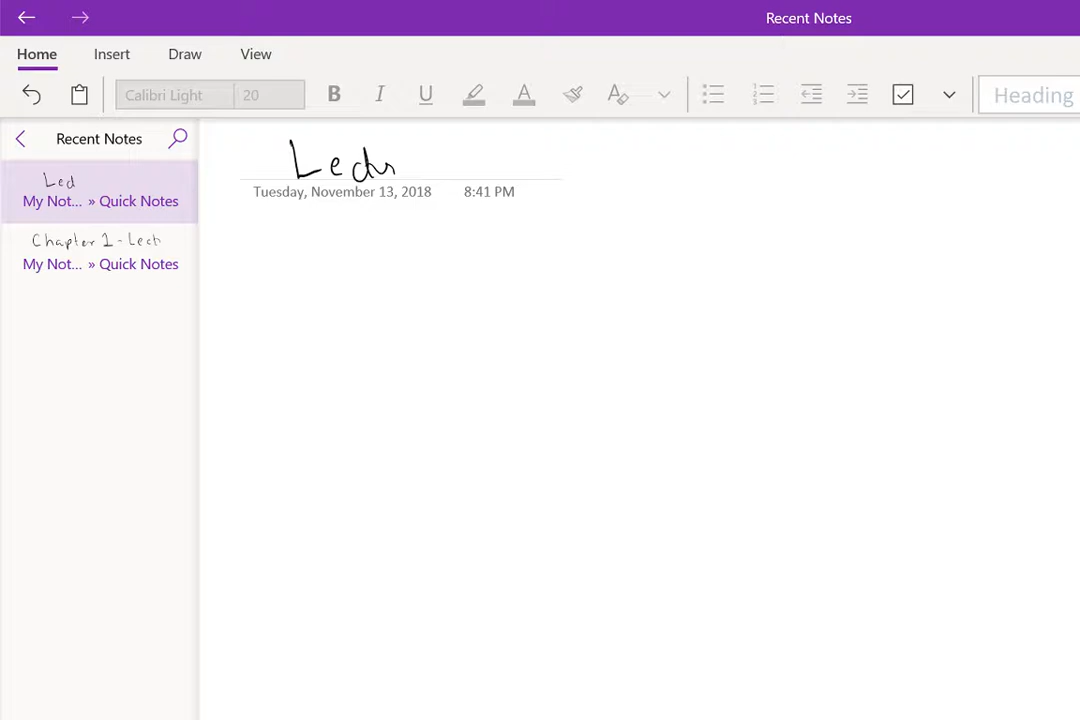 Recent Notes
Home Insert Draw View
Calibri Light 20 B I U A A Heading
Recent Notes
Led
My Not... » Quick Notes
Chapter 1 - Lech
My Not... » Quick Notes
Tuesday, November 13, 2018 8:41 PM